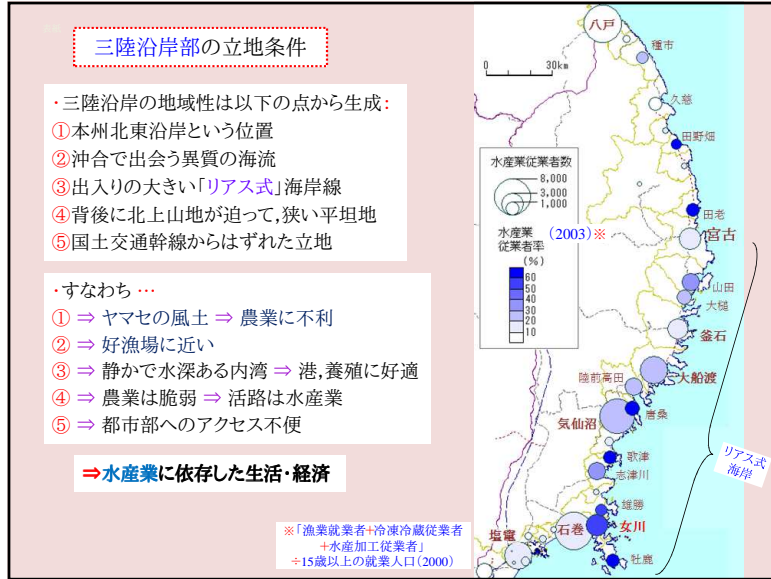 三陸沿岸部の立地条件
・三陸沿岸の地域性は以下の点から生成:
①本州北東沿岸という位置
②沖合で出会う異質の海流
③出入りの大きい「リアス式」海岸線
④背後に北上山地が迫って,狭い平坦地
⑤国土交通幹線からはずれた立地
・すなわち …
① ⇒ ヤマセの風土 ⇒ 農業に不利
② ⇒ 好漁場に近い
③ ⇒ 静かで水深ある内湾 ⇒ 港,養殖に好適
④ ⇒ 農業は脆弱 ⇒ 活路は水産業
⑤ ⇒ 都市部へのアクセス不便
⇒水産業に依存した生活・経済
※「漁業就業者+冷凍冷蔵従業者
+水産加工従業者」
÷15歳以上の就業人口(2000)
八戸
0 30km
種市
久慈
田野畑
水産業従業者数
8,000
3,000
1,000
水産業
従業者率
(%)
(2003)※
60
50
40
30
20
10
田老
宮古
山田
大槌
釜石
大船渡
陸前高田
唐桑
気仙沼
歌津
志津川
リアス式
海岸
雄勝
女川
石巻
塩竃
牡鹿